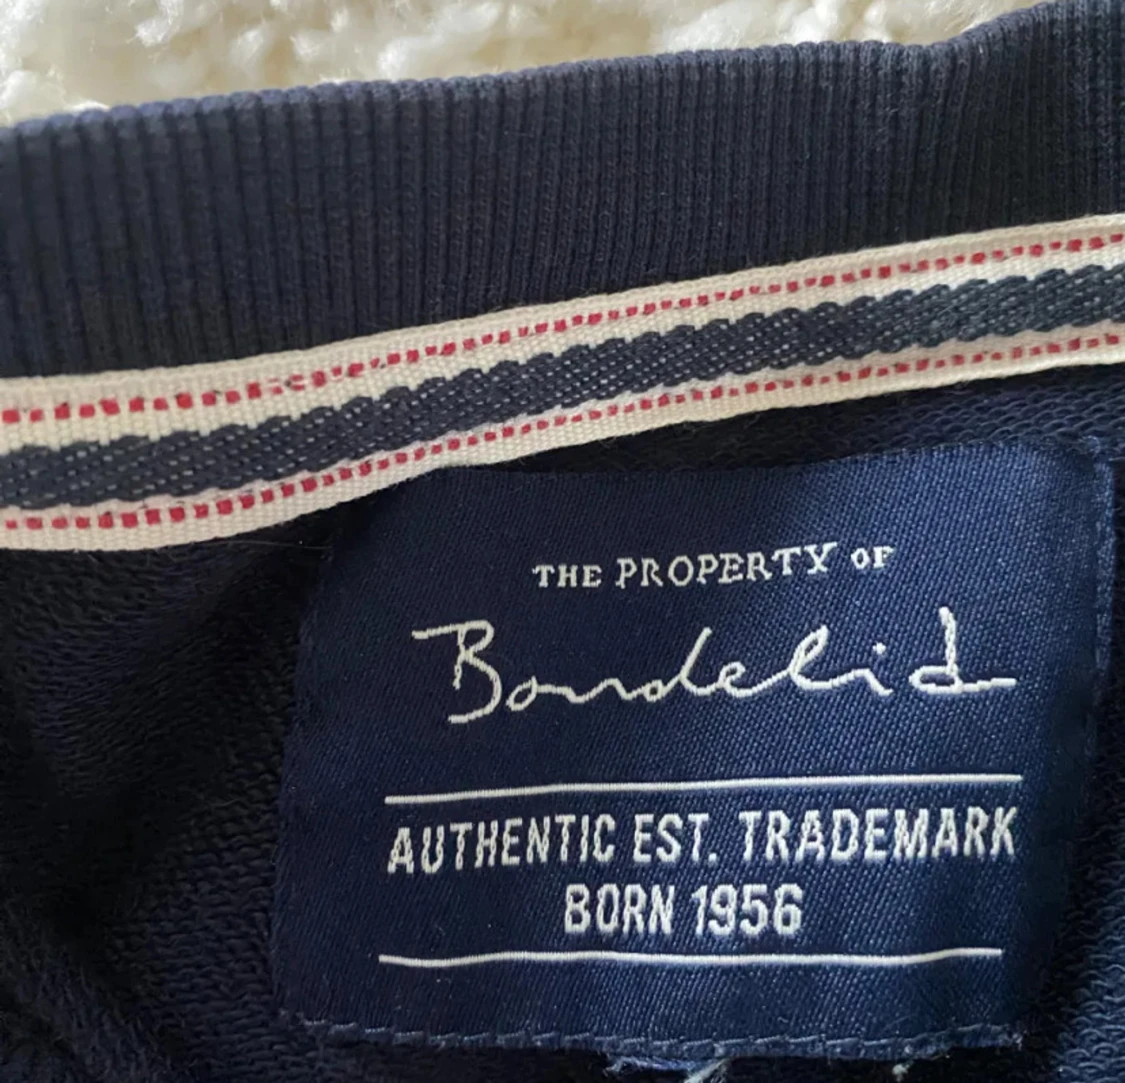 THE PROPERTY OF
Bondelid
AUTHENTIC EST. TRADEMARK
BORN 1956